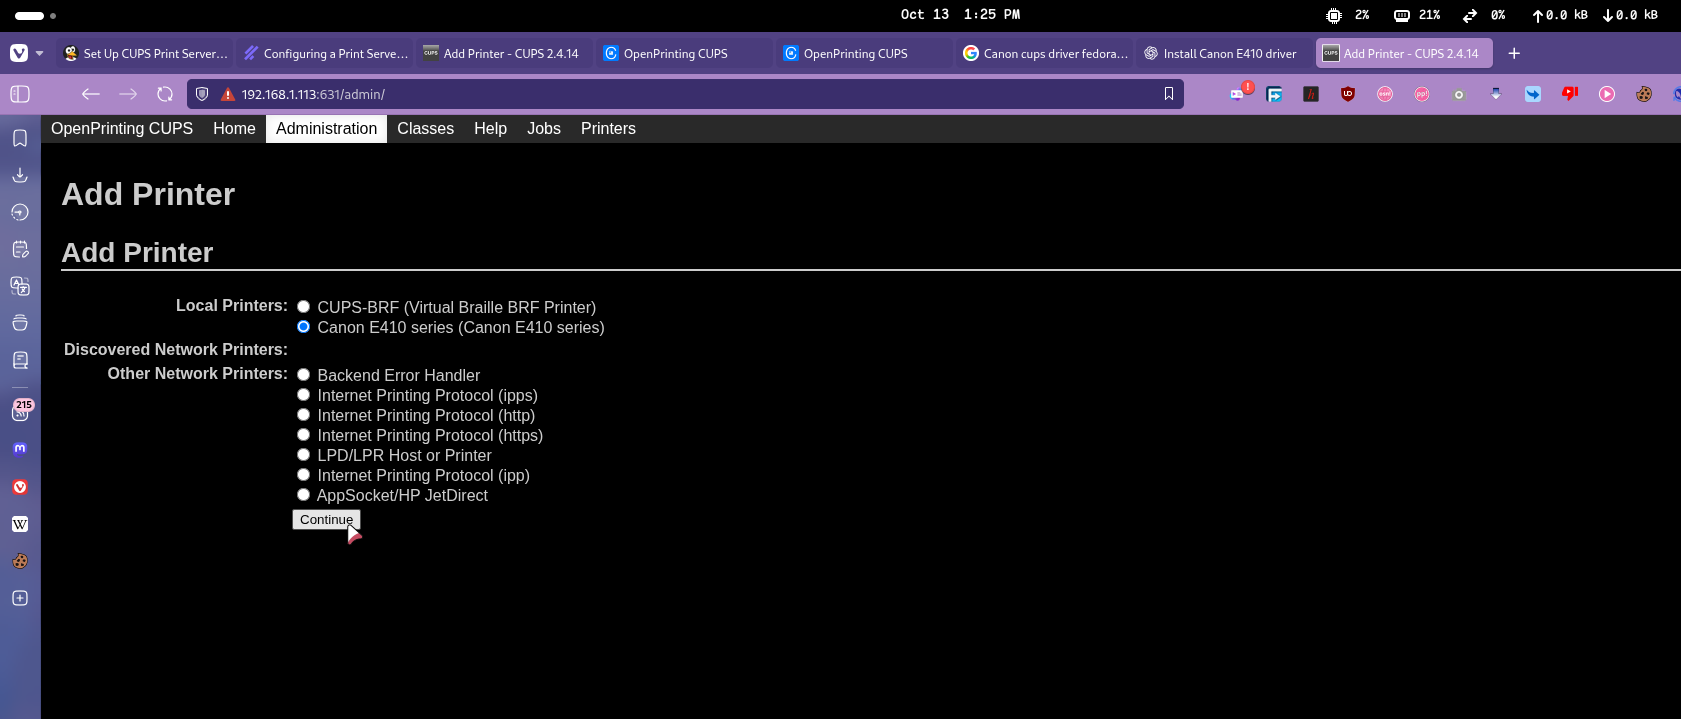 Oct 13 1:25 PM
2% 21% 0% 0.0 kB 0.0 kB
Set Up CUPS Print Server... Configuring a Print Serve... CUPS Add Printer - CUPS 2.4.14 OpenPrinting CUPS OpenPrinting CUPS Canon cups driver fedora... Install Canon E410 driver CUPS Add Printer - CUPS 2.4.14
192.168.1.113:631/admin/
OpenPrinting CUPS Home Administration Classes Help Jobs Printers
Add Printer
Add Printer
Local Printers: CUPS-BRF (Virtual Braille BRF Printer)
Canon E410 series (Canon E410 series)
Discovered Network Printers:
Other Network Printers: Backend Error Handler
Internet Printing Protocol (ipps)
Internet Printing Protocol (http)
Internet Printing Protocol (https)
LPD/LPR Host or Printer
Internet Printing Protocol (ipp)
AppSocket/HP JetDirect
Continue
215
W